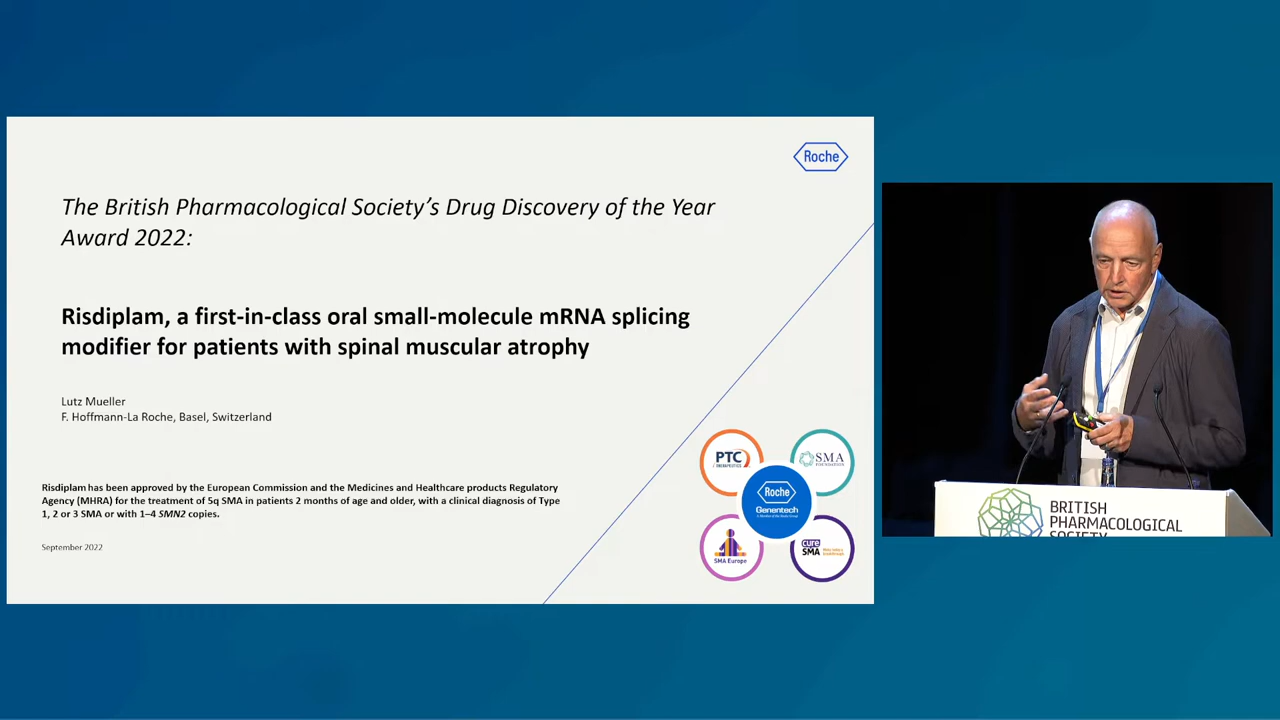 Roche
The British Pharmacological Society's Drug Discovery of the Year
Award 2022:
Risdiplam, a first-in-class oral small-molecule mRNA splicing
modifier for patients with spinal muscular atrophy
Lutz Mueller
F. Hoffmann-La Roche, Basel, Switzerland
Risdiplam has been approved by the European Commission and the Medicines and Healthcare products Regulatory
Agency (MHRA) for the treatment of 5q SMA in patients 2 months of age and older, with a clinical diagnosis of Type
1, 2 or 3 SMA or with 1–4 SMN2 copies.
September 2022
PTC
THERAPEUTICS
SMA
FOUNDATION
Roche
Genentech
SMA Europe
cure
SMA
BRITISH
PHARMACOLOGICAL
SOCIETY